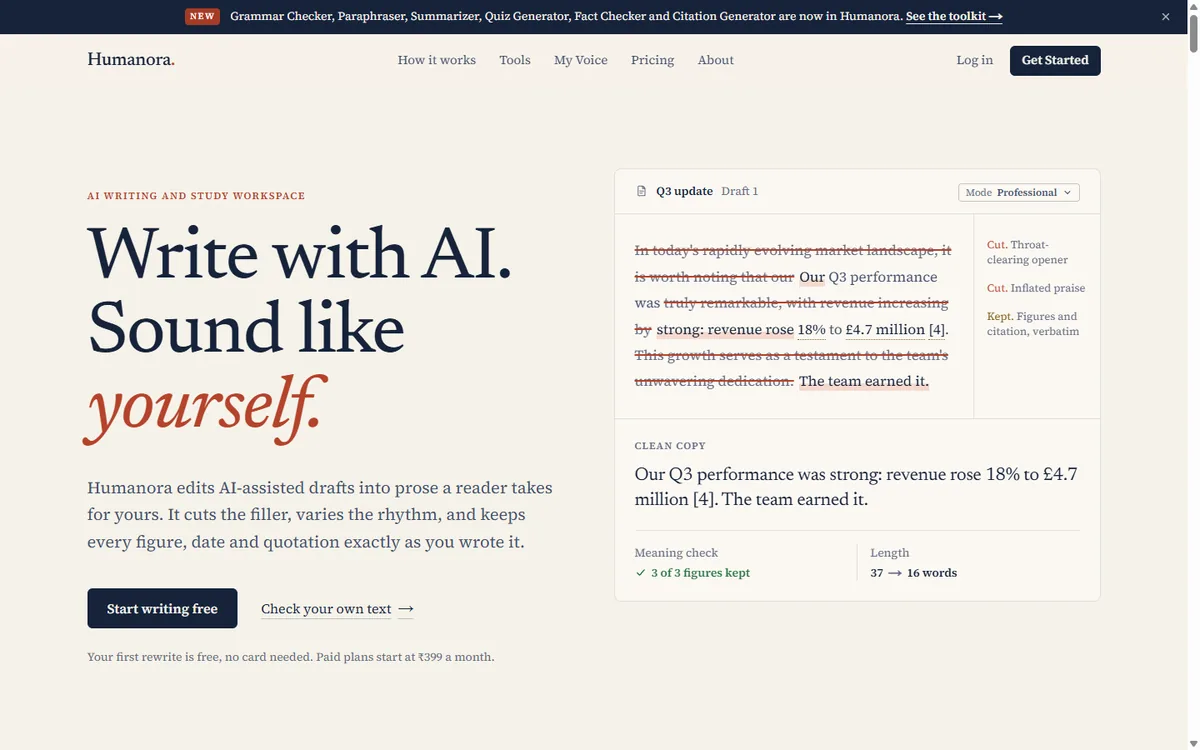 NEW Grammar Checker, Paraphraser, Summarizer, Quiz Generator, Fact Checker and Citation Generator are now in Humanora. See the toolkit → ×
Humanora. How it works Tools My Voice Pricing About Log in Get Started
AI WRITING AND STUDY WORKSPACE
Write with AI.
Sound like
yourself.
Humanora edits AI-assisted drafts into prose a reader takes
for yours. It cuts the filler, varies the rhythm, and keeps
every figure, date and quotation exactly as you wrote it.
Start writing free Check your own text →
Your first rewrite is free, no card needed. Paid plans start at ₹399 a month.
Q3 update Draft 1 Mode Professional
In today's rapidly evolving market landscape, it
is worth noting that our Our Q3 performance
was truly remarkable, with revenue increasing
by strong: revenue rose 18% to £4.7 million [4].
This growth serves as a testament to the team's
unwavering dedication. The team earned it.
Cut. Throat-
clearing opener
Cut. Inflated praise
Kept. Figures and
citation, verbatim
CLEAN COPY
Our Q3 performance was strong: revenue rose 18% to £4.7
million [4]. The team earned it.
Meaning check
✓ 3 of 3 figures kept
Length
37 → 16 words